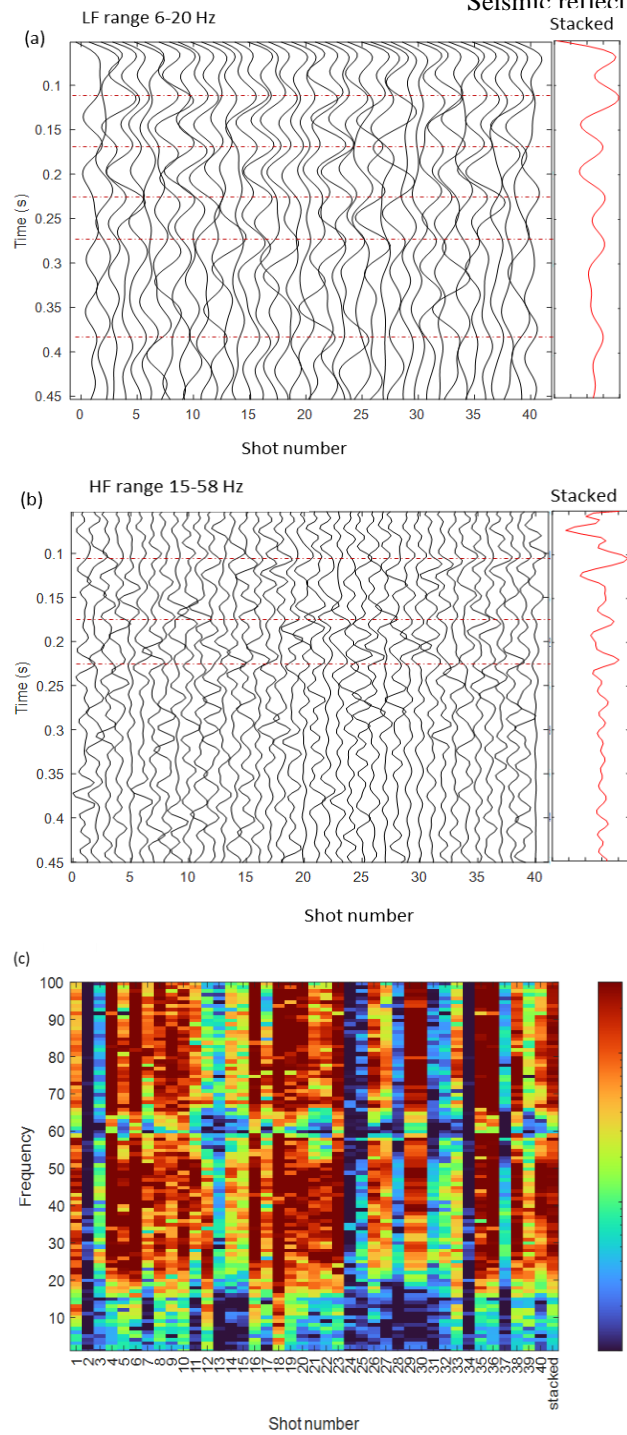 Seismic reflect
LF range 6-20 Hz
Stacked
(a)
0.1
0.15
0.2
0.25
0.3
0.35
0.4
0.45
Time (s)
0 5 10 15 20 25 30 35 40
Shot number
HF range 15-58 Hz
(b)
Stacked
0.1
0.15
0.2
0.25
0.3
0.35
0.4
0.45
Time (s)
0 5 10 15 20 25 30 35 40
Shot number
(c)
100
90
80
70
60
50
40
30
20
10
Frequency
1 2 3 4 5 6 7 8 9 10 11 12 13 14 15 16 17 18 19 20 21 22 23 24 25 26 27 28 29 30 31 32 33 34 35 36 37 38 39 40 stacked
Shot number